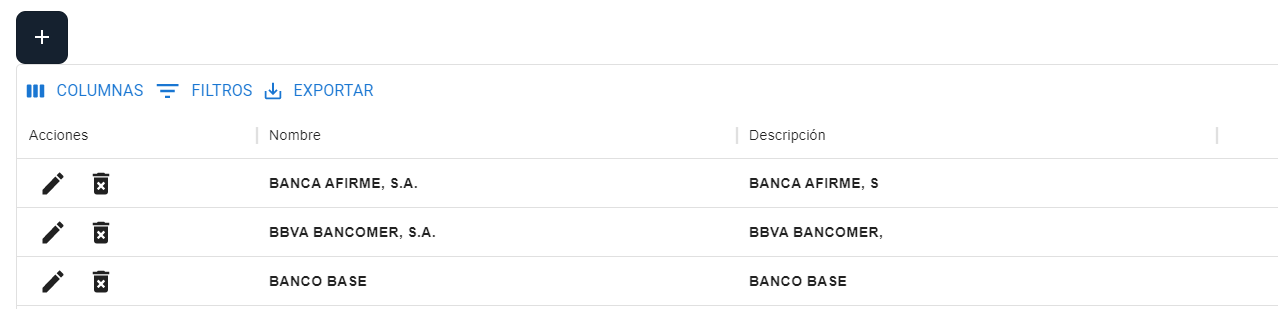 +
COLUMNAS FILTROS EXPORTAR
Acciones Nombre Descripción
BANCA AFIRME, S.A. BANCA AFIRME, S
BBVA BANCOMER, S.A. BBVA BANCOMER,
BANCO BASE BANCO BASE